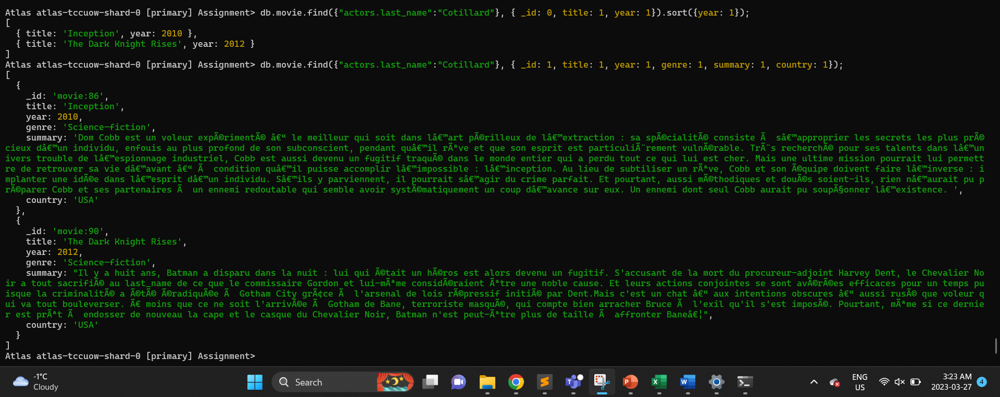 Atlas atlas-tccuow-shard-0 [primary] Assignment> db.movie.find({"actors.last_name":"Cotillard"}, { _id: 0, title: 1, year: 1}).sort({year: 1});
[
  { title: 'Inception', year: 2010 },
  { title: 'The Dark Knight Rises', year: 2012 }
]
Atlas atlas-tccuow-shard-0 [primary] Assignment> db.movie.find({"actors.last_name":"Cotillard"}, { _id: 1, title: 1, year: 1, genre: 1, summary: 1, country: 1});
[
  {
    _id: 'movie:86',
    title: 'Inception',
    year: 2010,
    genre: 'Science-fiction',
    summary: 'Dom Cobb est un voleur expÃ©rimentÃ© â€“ le meilleur qui soit dans lâ€™art pÃ©rilleux de lâ€™extraction : sa spÃ©cialitÃ© consiste Ã  sâ€™approprier les secrets les plus prÃ©
cieux dâ€™un individu, enfouis au plus profond de son subconscient, pendant quâ€™il rÃªve et que son esprit est particuliÃ¨rement vulnÃ©rable. TrÃ¨s recherchÃ© pour ses talents dans lâ€™un
ivers trouble de lâ€™espionnage industriel, Cobb est aussi devenu un fugitif traquÃ© dans le monde entier qui a perdu tout ce qui lui est cher. Mais une ultime mission pourrait lui permett
re de retrouver sa vie dâ€™avant â€“ Ã  condition quâ€™il puisse accomplir lâ€™impossible : lâ€™inception. Au lieu de subtiliser un rÃªve, Cobb et son Ã©quipe doivent faire lâ€™inverse : i
mplanter une idÃ©e dans lâ€™esprit dâ€™un individu. Sâ€™ils y parviennent, il pourrait sâ€™agir du crime parfait. Et pourtant, aussi mÃ©thodiques et douÃ©s soient-ils, rien nâ€™aurait pu p
rÃ©parer Cobb et ses partenaires Ã  un ennemi redoutable qui semble avoir systÃ©matiquement un coup dâ€™avance sur eux. Un ennemi dont seul Cobb aurait pu soupÃ§onner lâ€™existence. ',
    country: 'USA'
  },
  {
    _id: 'movie:90',
    title: 'The Dark Knight Rises',
    year: 2012,
    genre: 'Science-fiction',
    summary: "Il y a huit ans, Batman a disparu dans la nuit : lui qui Ã©tait un hÃ©ros est alors devenu un fugitif. S'accusant de la mort du procureur-adjoint Harvey Dent, le Chevalier No
ir a tout sacrifiÃ© au last_name de ce que le commissaire Gordon et lui-mÃªme considÃ©raient Ãªtre une noble cause. Et leurs actions conjointes se sont avÃ©rÃ©es efficaces pour un temps pu
isque la criminalitÃ© a Ã©tÃ© Ã©radiquÃ©e Ã  Gotham City grÃ¢ce Ã  l'arsenal de lois rÃ©pressif initiÃ© par Dent.Mais c'est un chat â€“ aux intentions obscures â€“ aussi rusÃ© que voleur q
ui va tout bouleverser. Ã€ moins que ce ne soit l'arrivÃ©e Ã  Gotham de Bane, terroriste masquÃ©, qui compte bien arracher Bruce Ã  l'exil qu'il s'est imposÃ©. Pourtant, mÃªme si ce dernie
r est prÃªt Ã  endosser de nouveau la cape et le casque du Chevalier Noir, Batman n'est peut-Ãªtre plus de taille Ã  affronter Baneâ€¦",
    country: 'USA'
  }
]
Atlas atlas-tccuow-shard-0 [primary] Assignment>
-1°C
Cloudy
Search
T
P
X
W
ENG
US
3:23 AM
2023-03-27
4